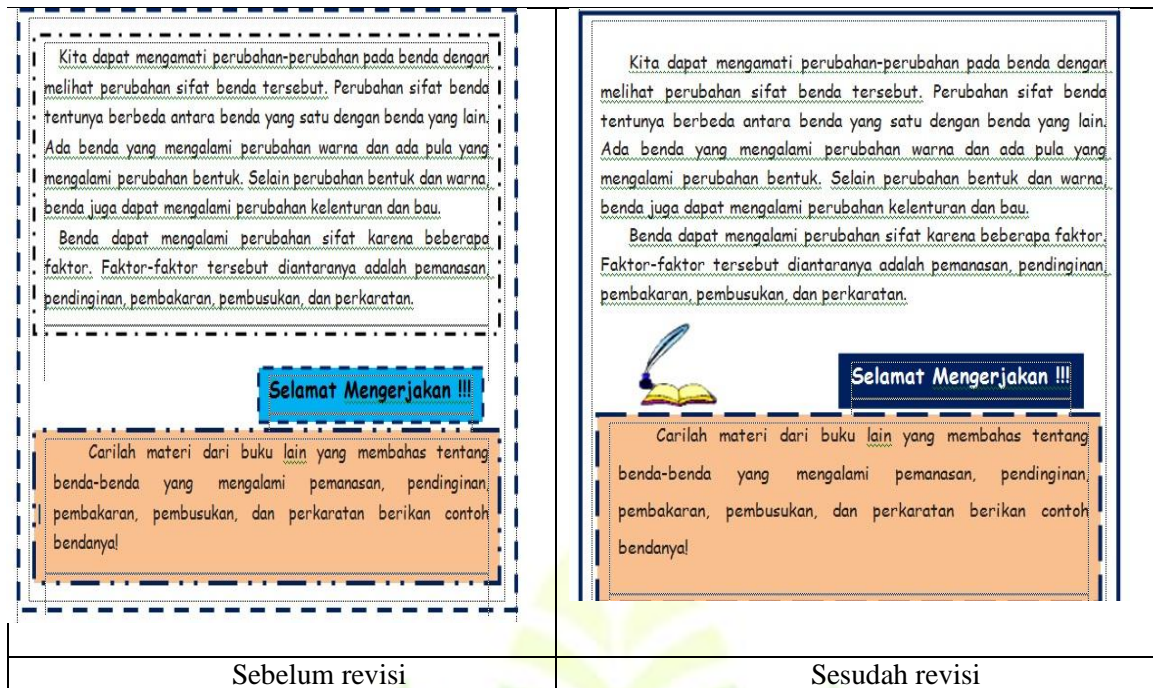 Kita dapat mengamati perubahan-perubahan pada benda dengan
melihat perubahan sifat benda tersebut. Perubahan sifat benda
tentunya berbeda antara benda yang satu dengan benda yang lain.
Ada benda yang mengalami perubahan warna dan ada pula yang
mengalami perubahan bentuk. Selain perubahan bentuk dan warna,
benda juga dapat mengalami perubahan kelenturan dan bau.
Benda dapat mengalami perubahan sifat karena beberapa
faktor. Faktor-faktor tersebut diantaranya adalah pemanasan,
pendinginan, pembakaran, pembusukan, dan perkaratan.
Selamat Mengerjakan !!!
Carilah materi dari buku lain yang membahas tentang
benda-benda yang mengalami pemanasan, pendinginan,
pembakaran, pembusukan, dan perkaratan berikan contoh
bendanya!
Sebelum revisi
Kita dapat mengamati perubahan-perubahan pada benda dengan
melihat perubahan sifat benda tersebut. Perubahan sifat benda
tentunya berbeda antara benda yang satu dengan benda yang lain.
Ada benda yang mengalami perubahan warna dan ada pula yang
mengalami perubahan bentuk. Selain perubahan bentuk dan warna,
benda juga dapat mengalami perubahan kelenturan dan bau.
Benda dapat mengalami perubahan sifat karena beberapa faktor.
Faktor-faktor tersebut diantaranya adalah pemanasan, pendinginan,
pembakaran, pembusukan, dan perkaratan.
Selamat Mengerjakan !!!
Carilah materi dari buku lain yang membahas tentang
benda-benda yang mengalami pemanasan, pendinginan,
pembakaran, pembusukan, dan perkaratan berikan contoh
bendanya!
Sesudah revisi